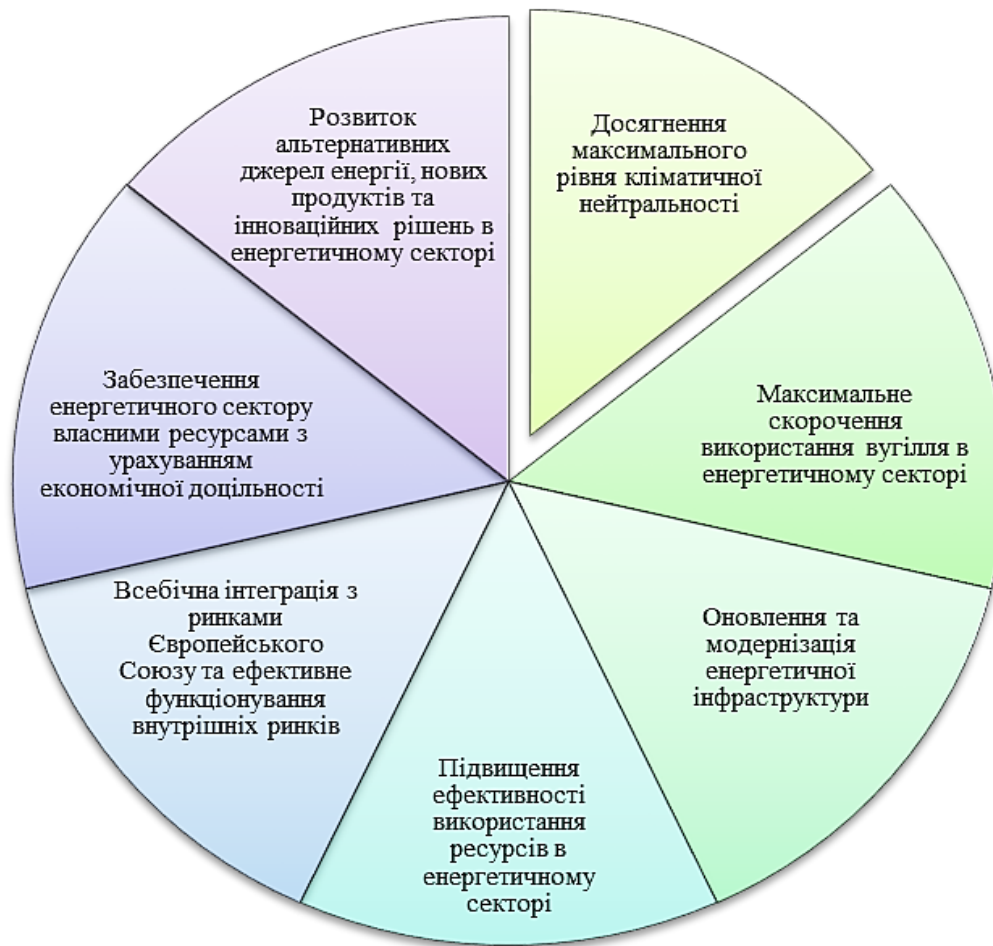 Досягнення
максимального
рівня кліматичної
нейтральності
Максимальне
скорочення
використання вугілля в
енергетичному секторі
Оновлення та
модернізація
енергетичної
інфраструктури
Підвищення
ефективності
використання
ресурсів в
енергетичному
секторі
Всебічна інтеграція з
ринками
Європейського
Союзу та ефективне
функціонування
внутрішніх ринків
Забезпечення
енергетичного сектору
власними ресурсами з
урахуванням
економічної доцільності
Розвиток
альтернативних
джерел енергії, нових
продуктів та
інноваційних рішень в
енергетичному секторі